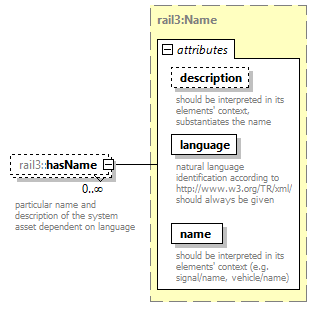 rail3:Name
attributes
description
should be interpreted in its
elements' context,
substantiates the name
language
natural language
identification according to
http://www.w3.org/TR/xml/
should always be given
rail3::hasName
0..∞
particular name and
description of the system
asset dependent on language
name
should be interpreted in its
elements' context (e.g.
signal/name, vehicle/name)